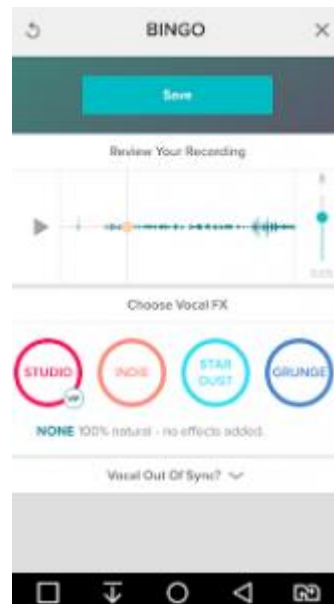 BINGO
Save
Review Your Recording
Choose Vocal FX
STUDIO
VIP
INDIE
STAR
DUST
GRUNGE
NONE 100% natural - no effects added.
Vocal Out Of Sync?